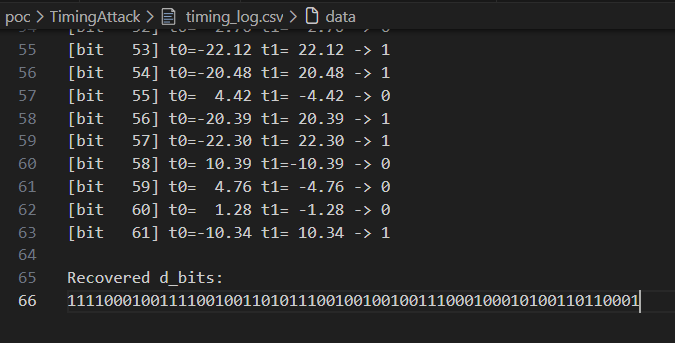 poc > TimingAttack > timing_log.csv > data
55 [bit   53] t0=-22.12 t1= 22.12 -> 1
56 [bit   54] t0=-20.48 t1= 20.48 -> 1
57 [bit   55] t0=  4.42 t1= -4.42 -> 0
58 [bit   56] t0=-20.39 t1= 20.39 -> 1
59 [bit   57] t0=-22.30 t1= 22.30 -> 1
60 [bit   58] t0= 10.39 t1=-10.39 -> 0
61 [bit   59] t0=  4.76 t1= -4.76 -> 0
62 [bit   60] t0=  1.28 t1= -1.28 -> 0
63 [bit   61] t0=-10.34 t1= 10.34 -> 1
64
65 Recovered d_bits:
66 11110001001111001001101011100100100100111000100010100110110001